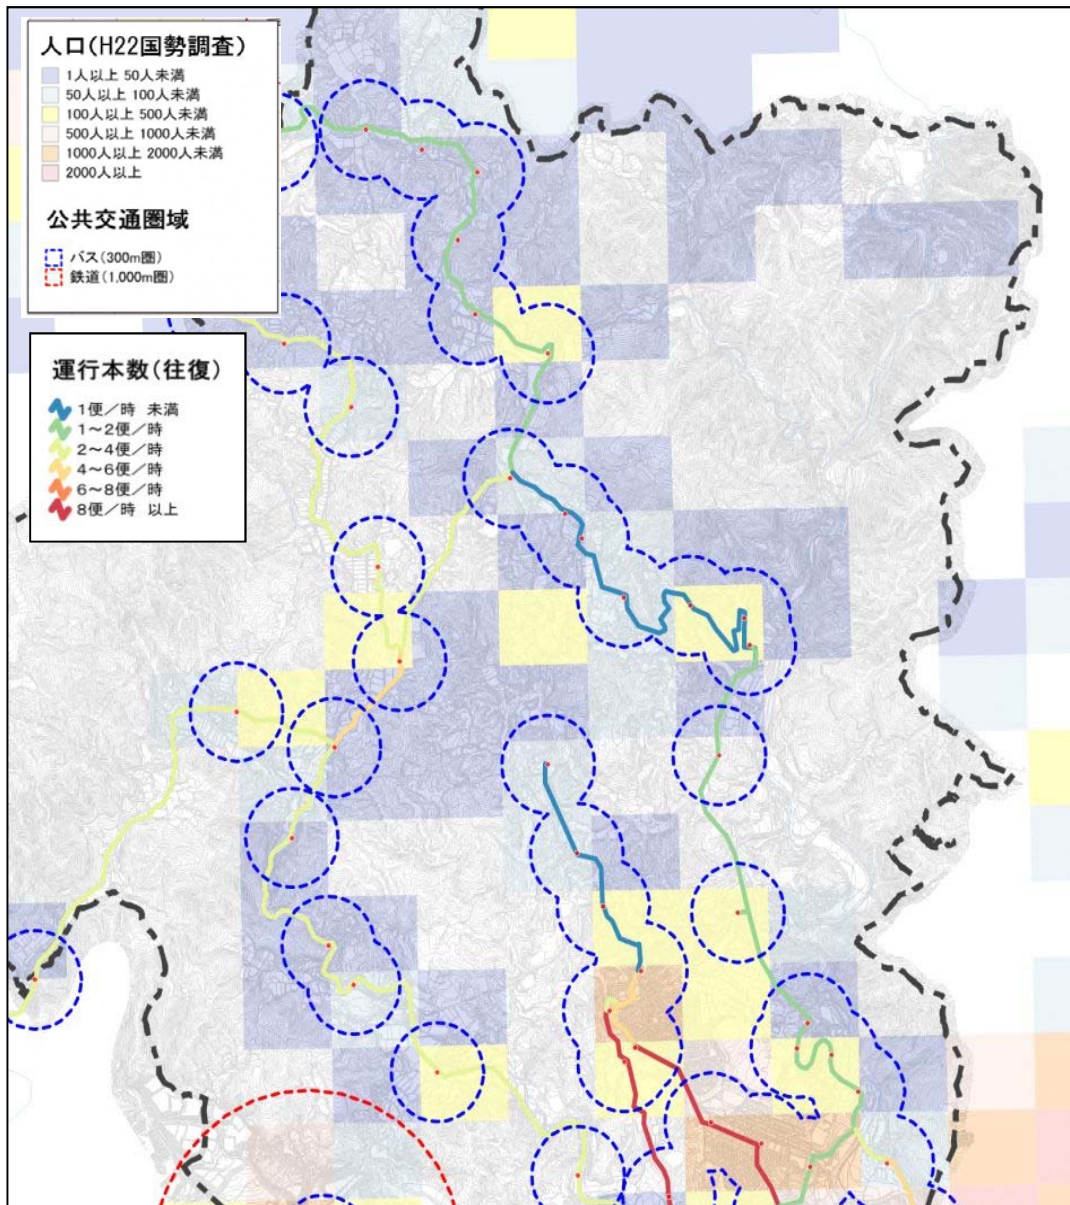 人口(H22国勢調査)
1人以上 50人未満
50人以上 100人未満
100人以上 500人未満
500人以上 1000人未満
1000人以上 2000人未満
2000人以上
公共交通圏域
バス(300m圏)
鉄道(1,000m圏)
運行本数(往復)
1便/時 未満
1~2便/時
2~4便/時
4~6便/時
6~8便/時
8便/時 以上